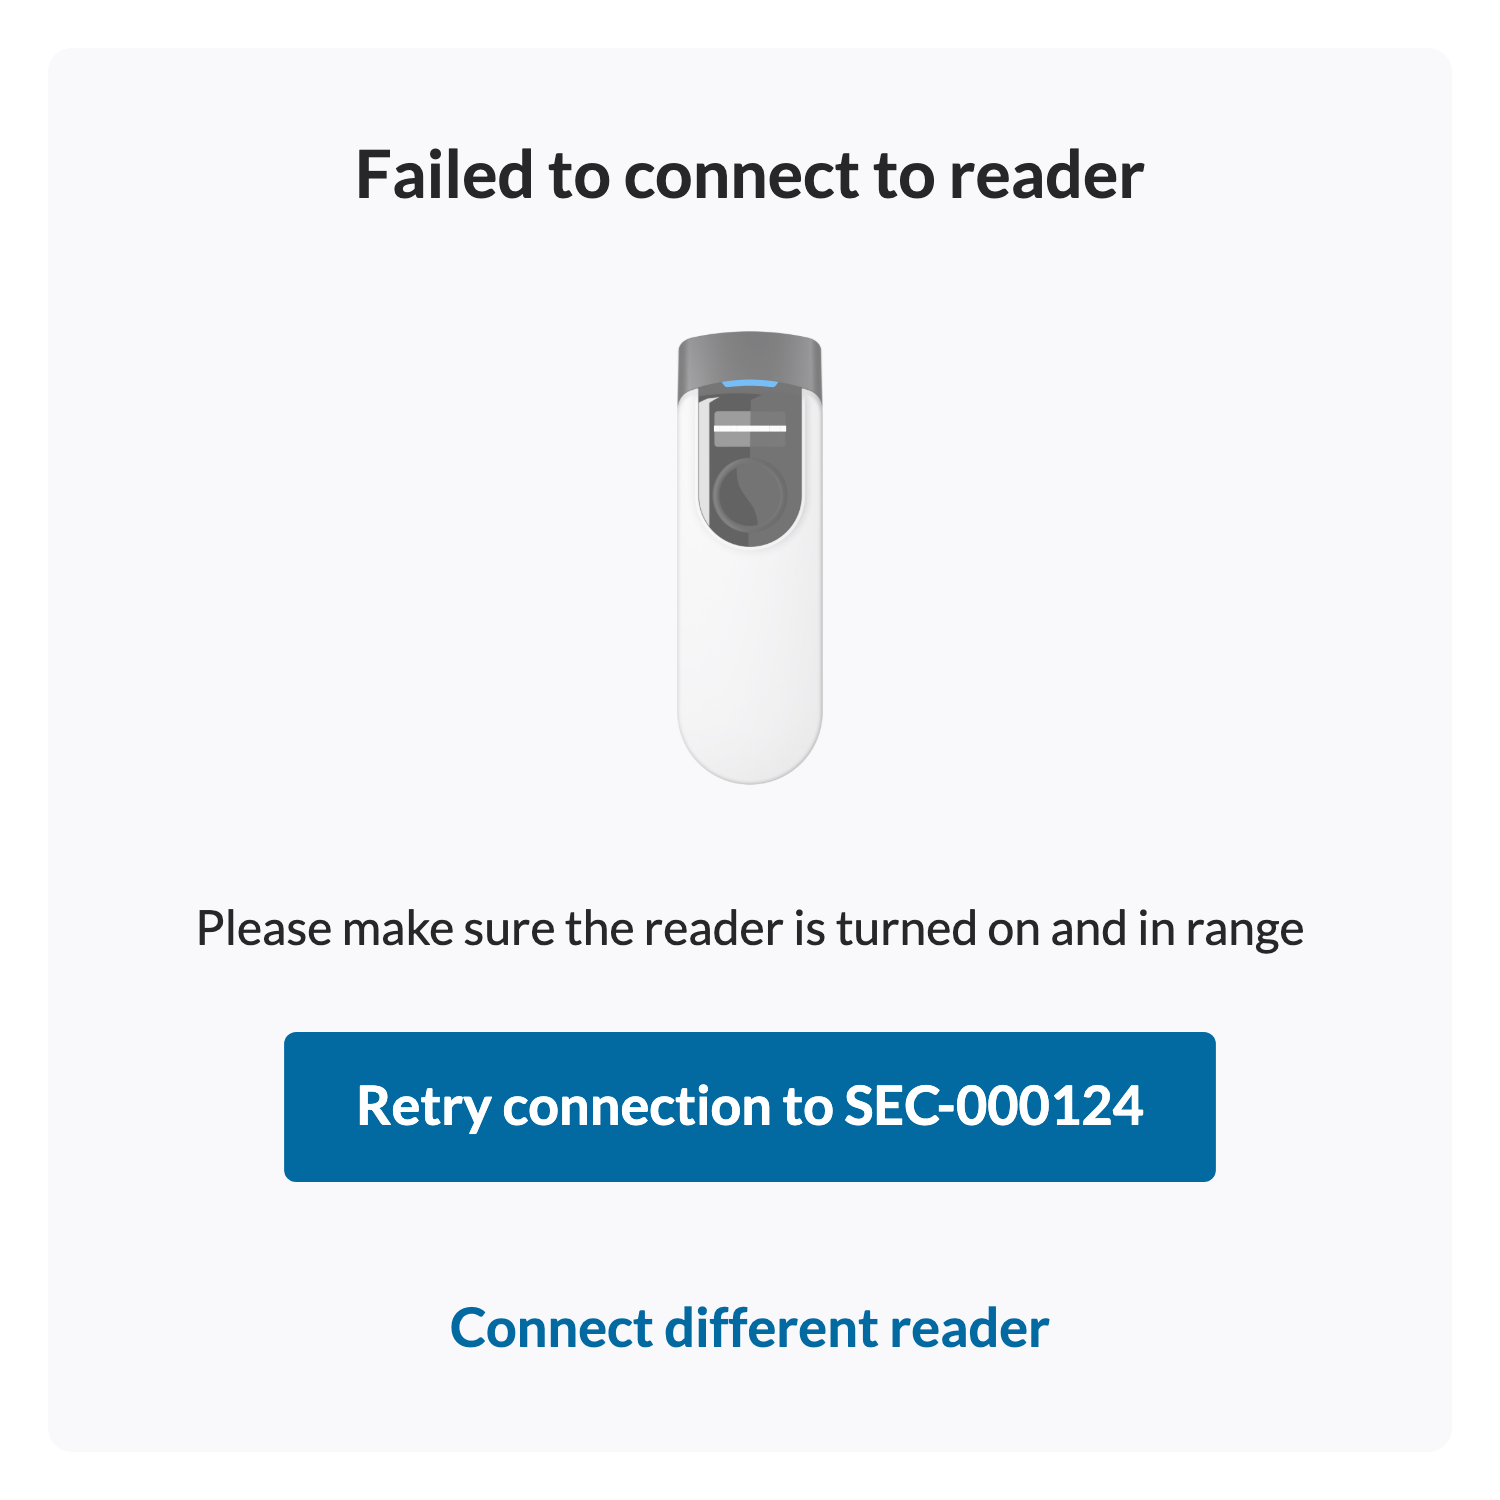 Failed to connect to reader
Please make sure the reader is turned on and in range
Retry connection to SEC-000124
Connect different reader